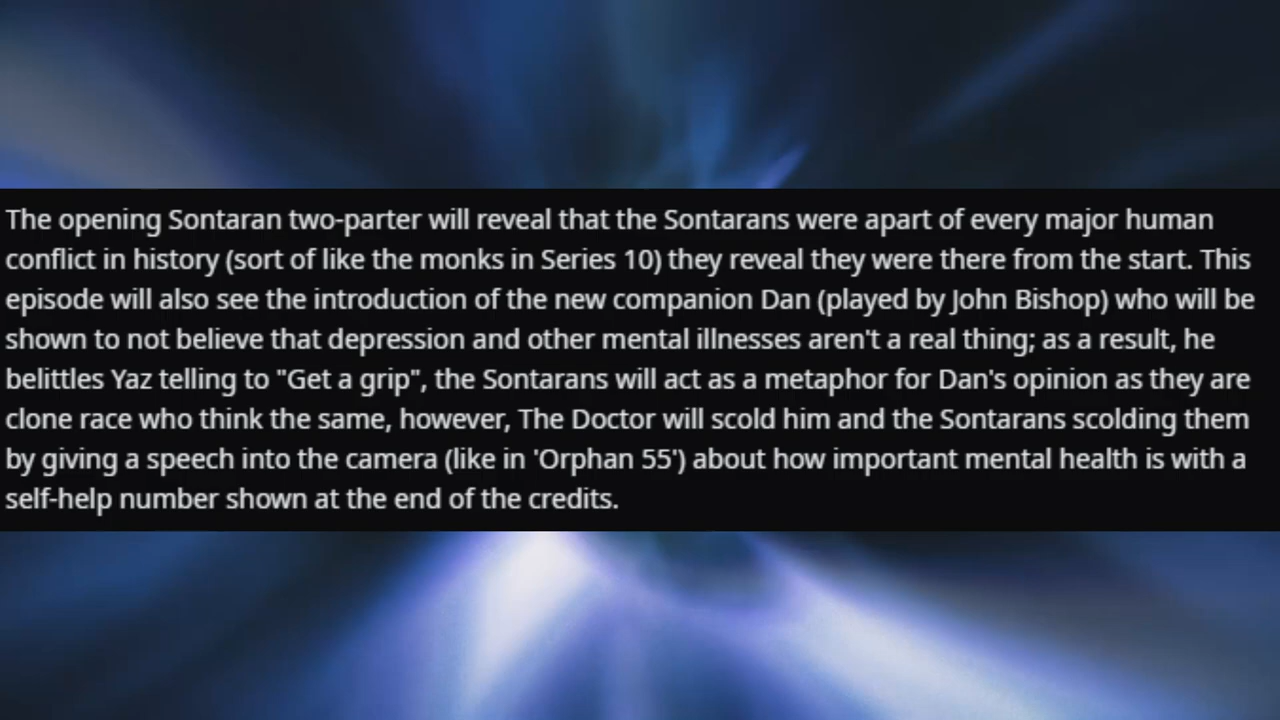 The opening Sontaran two-parter will reveal that the Sontarans were apart of every major human
conflict in history (sort of like the monks in Series 10) they reveal they were there from the start. This
episode will also see the introduction of the new companion Dan (played by John Bishop) who will be
shown to not believe that depression and other mental illnesses aren't a real thing; as a result, he
belittles Yaz telling to "Get a grip", the Sontarans will act as a metaphor for Dan's opinion as they are
clone race who think the same, however, The Doctor will scold him and the Sontarans scolding them
by giving a speech into the camera (like in 'Orphan 55') about how important mental health is with a
self-help number shown at the end of the credits.